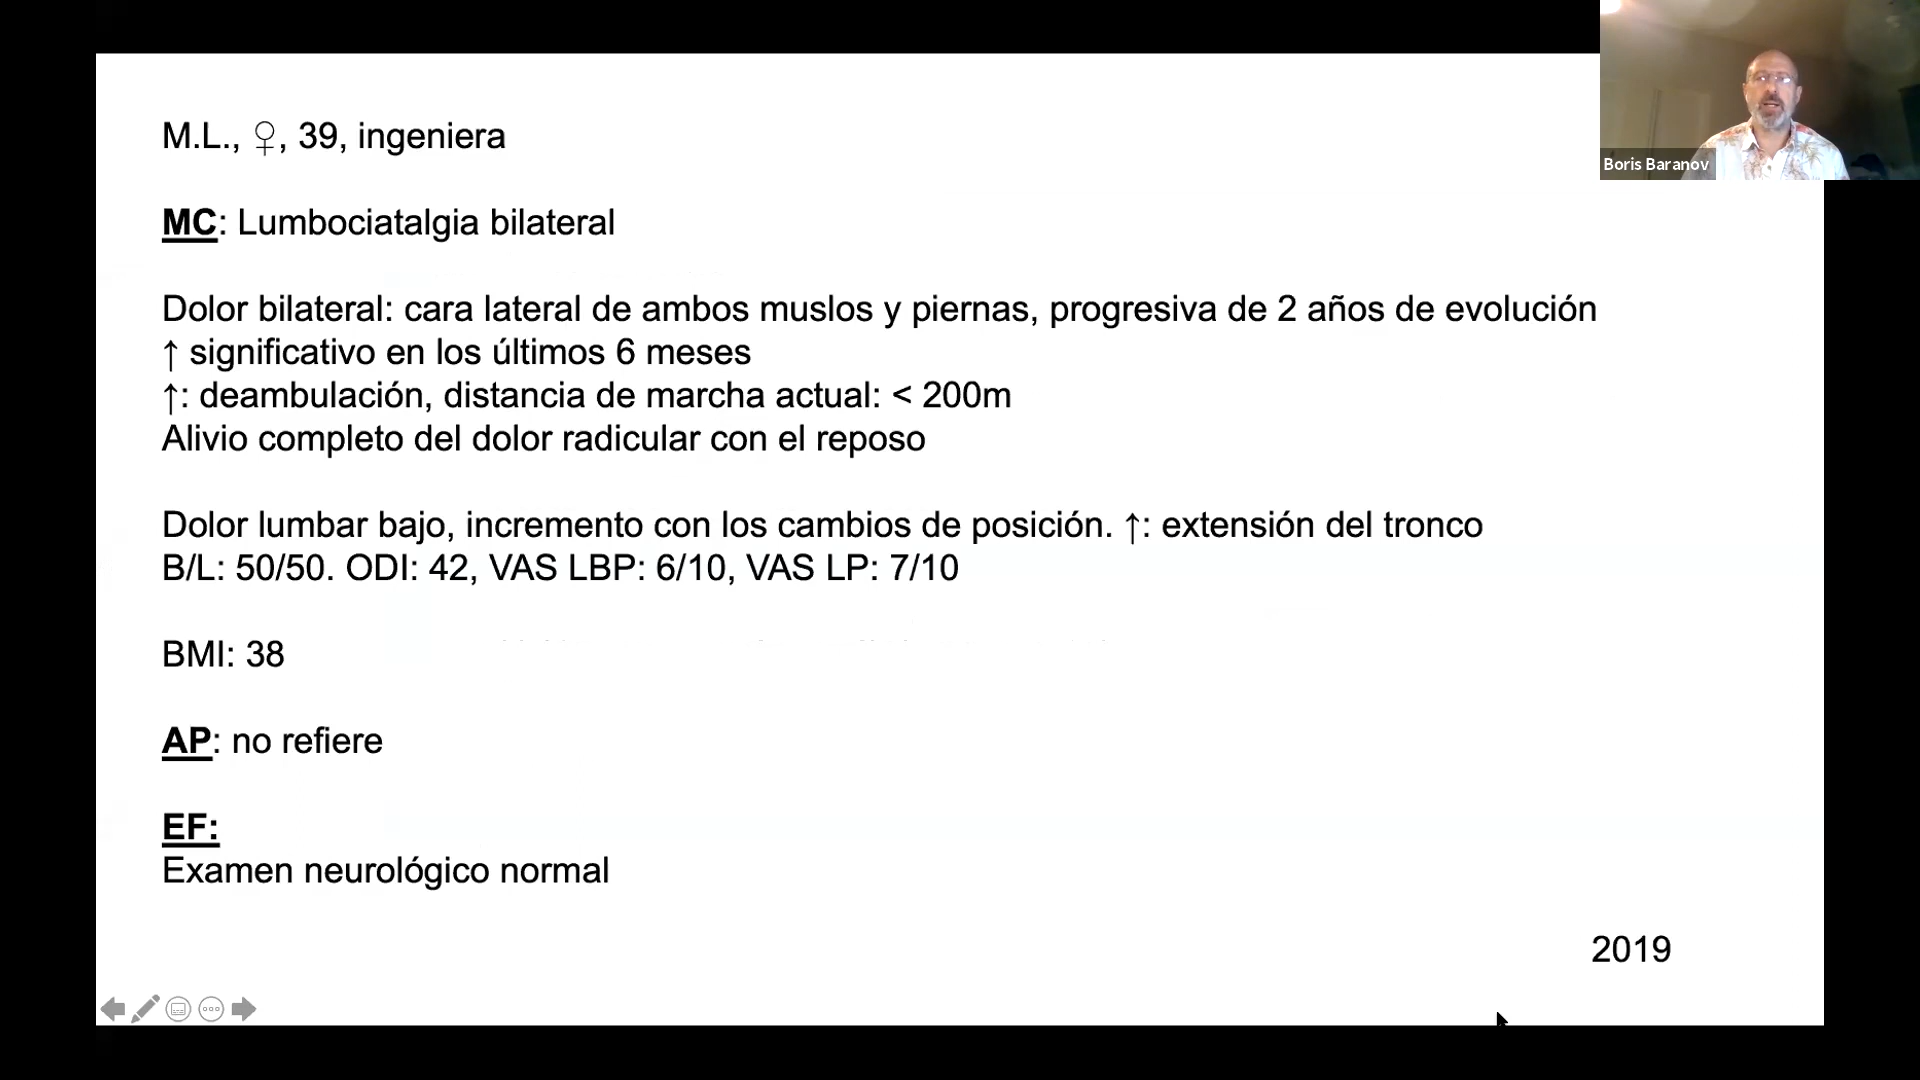 M.L., ♀, 39, ingeniera
MC: Lumbociatalgia bilateral
Dolor bilateral: cara lateral de ambos muslos y piernas, progresiva de 2 años de evolución
↑ significativo en los últimos 6 meses
↑: deambulación, distancia de marcha actual: < 200m
Alivio completo del dolor radicular con el reposo
Dolor lumbar bajo, incremento con los cambios de posición. ↑: extensión del tronco
B/L: 50/50. ODI: 42, VAS LBP: 6/10, VAS LP: 7/10
BMI: 38
AP: no refiere
EF:
Examen neurológico normal
2019
Boris Baranov